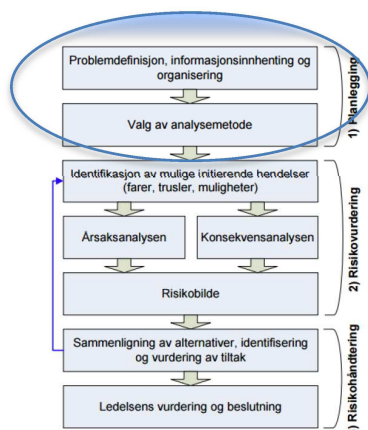 Problemdefinisjon, informasjonsinnhenting og
organisering
Valg av analysemetode
1) Planlegging
Identifikasjon av mulige initierende hendelser
(farer, trusler, muligheter)
Årsaksanalysen
Konsekvensanalysen
Risikobilde
2) Risikovurdering
Sammenligning av alternativer, identifisering
og vurdering av tiltak
Ledelsens vurdering og beslutning
) Risikohåndtering